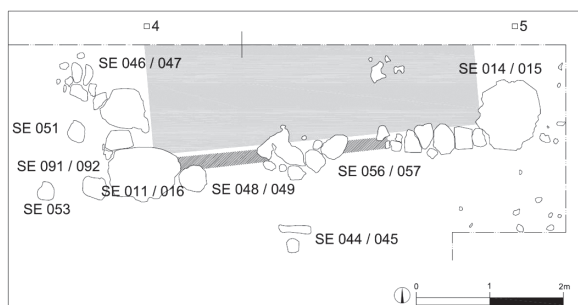 4
5
SE 046 / 047
SE 014 / 015
SE 051
SE 091 / 092
SE 011 / 016
SE 048 / 049
SE 056 / 057
SE 053
SE 044 / 045
0 1 2m